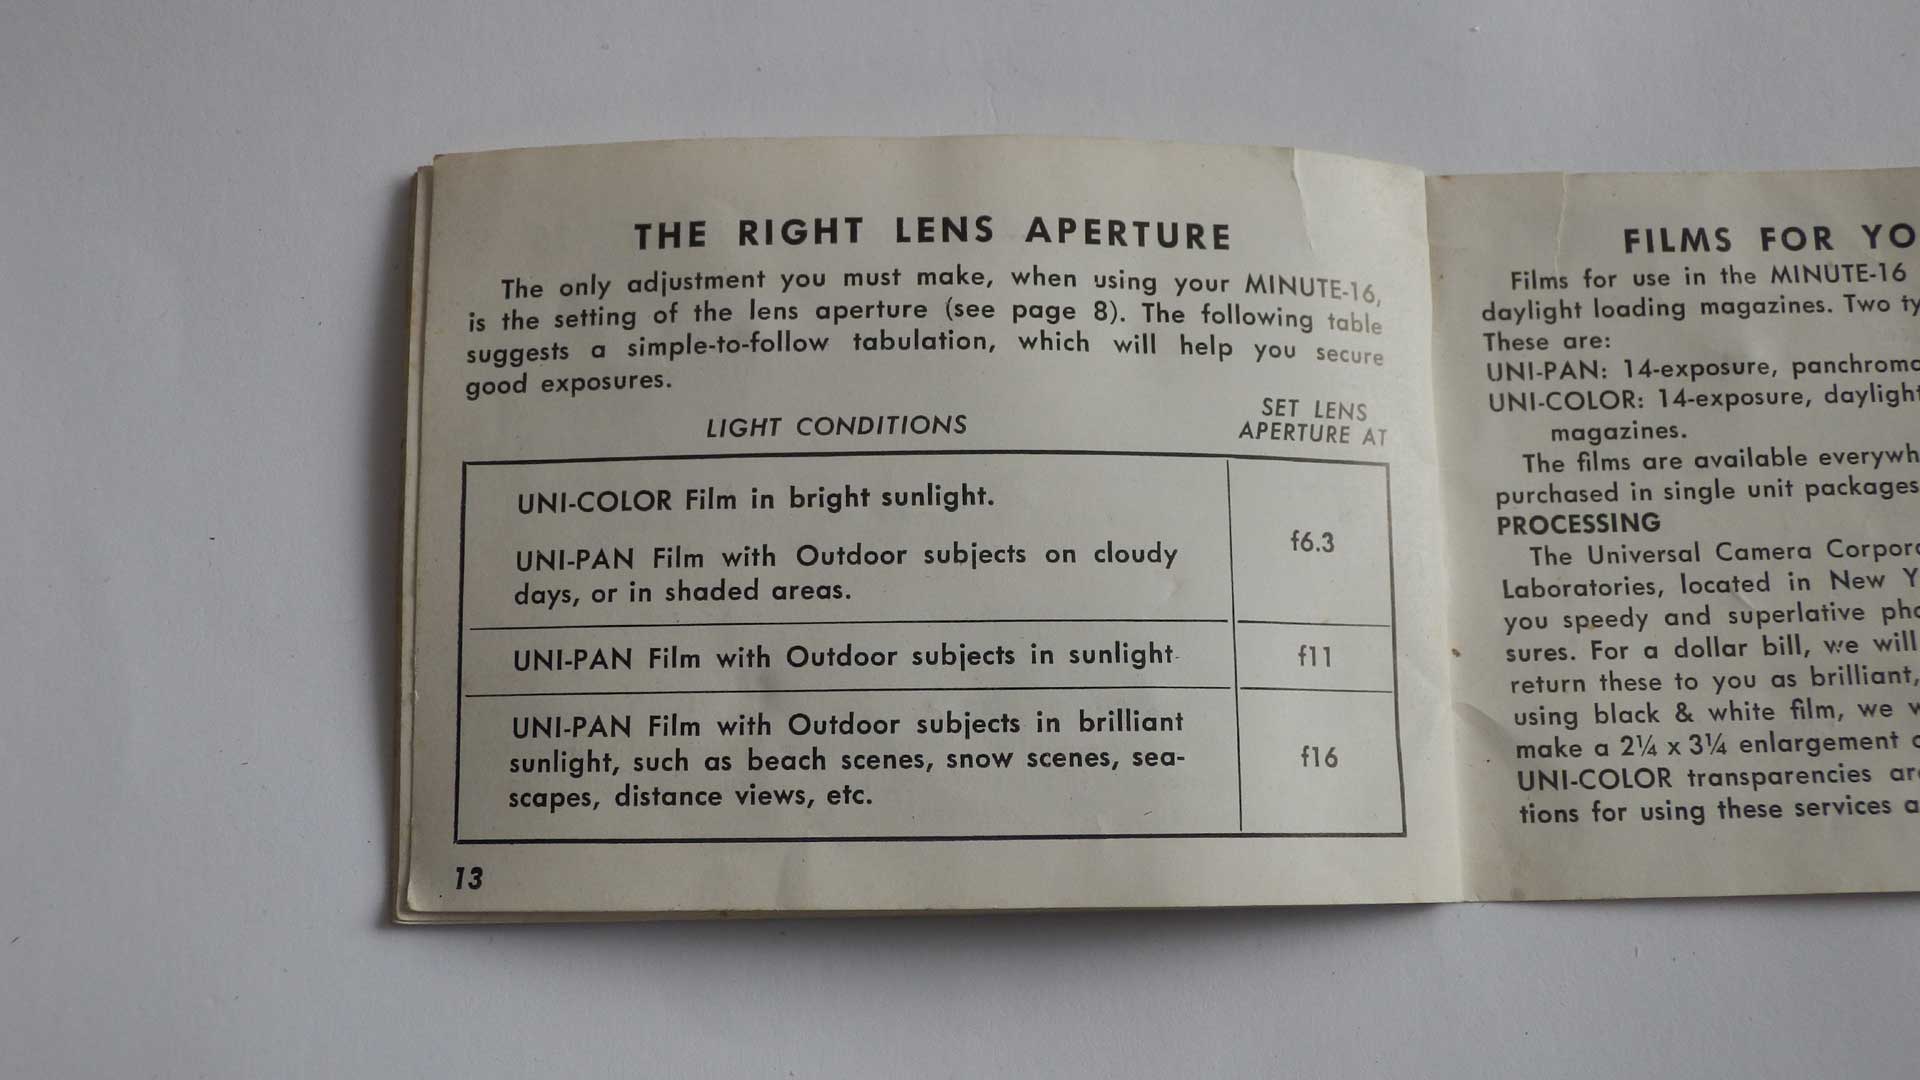 THE RIGHT LENS APERTURE
The only adjustment you must make, when using your MINUTE-16,
is the setting of the lens aperture (see page 8). The following table
suggests a simple-to-follow tabulation, which will help you secure
good exposures.
LIGHT CONDITIONS
SET LENS
APERTURE AT
UNI-COLOR Film in bright sunlight.
UNI-PAN Film with Outdoor subjects on cloudy
days, or in shaded areas.
f6.3
UNI-PAN Film with Outdoor subjects in sunlight
f11
UNI-PAN Film with Outdoor subjects in brilliant
sunlight, such as beach scenes, snow scenes, sea-
scapes, distance views, etc.
f16
13
FILMS FOR YO
Films for use in the MINUTE-16
daylight loading magazines. Two ty
These are:
UNI-PAN: 14-exposure, panchromo
UNI-COLOR: 14-exposure, daylight
magazines.
The films are available everywh
purchased in single unit packages
PROCESSING
The Universal Camera Corpora
Laboratories, located in New Y
you speedy and superlative pho
sures. For a dollar bill, we will
return these to you as brilliant,
using black & white film, we w
make a 2¼ x 3¼ enlargement
UNI-COLOR transparencies are
tions for using these services a